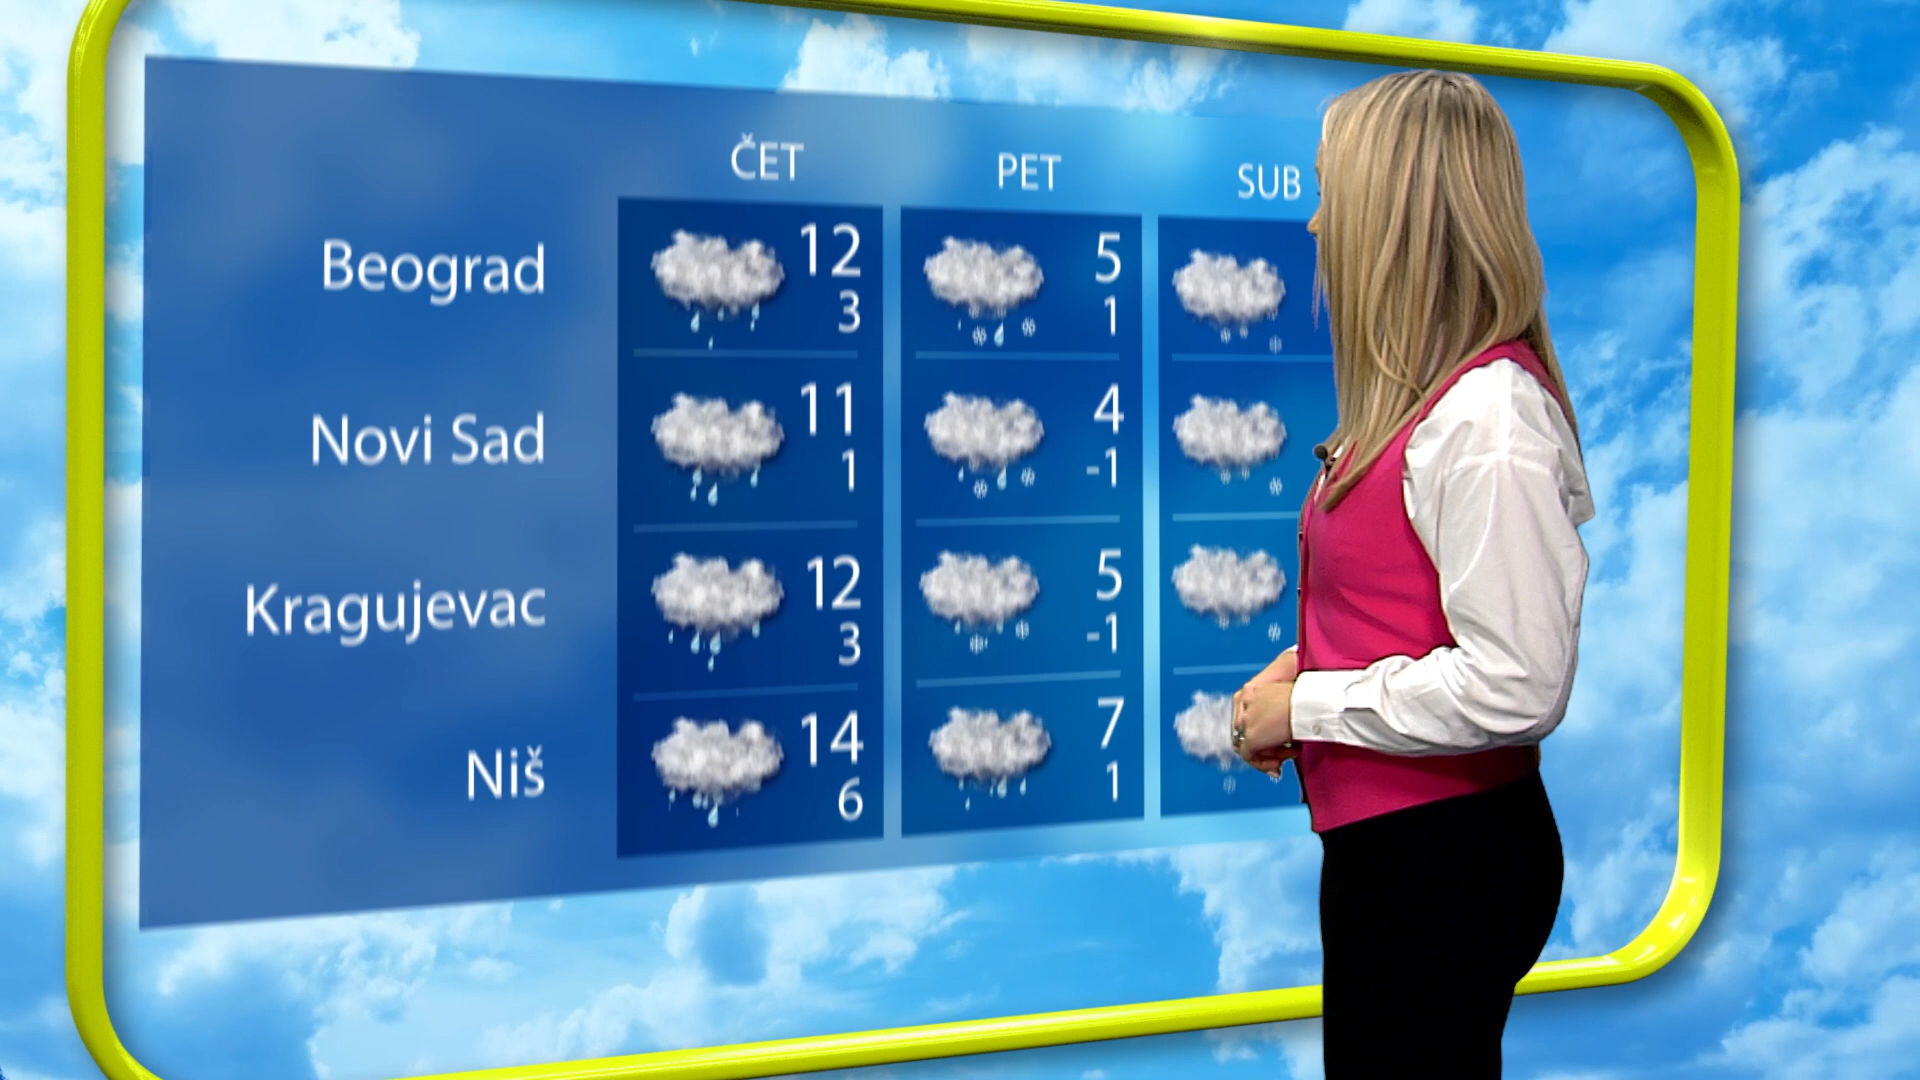 ČET PET SUB
Beograd 12 5
3 1
Novi Sad 11 4
1 -1
Kragujevac 12 5
3 -1
Niš 14 7
6 1